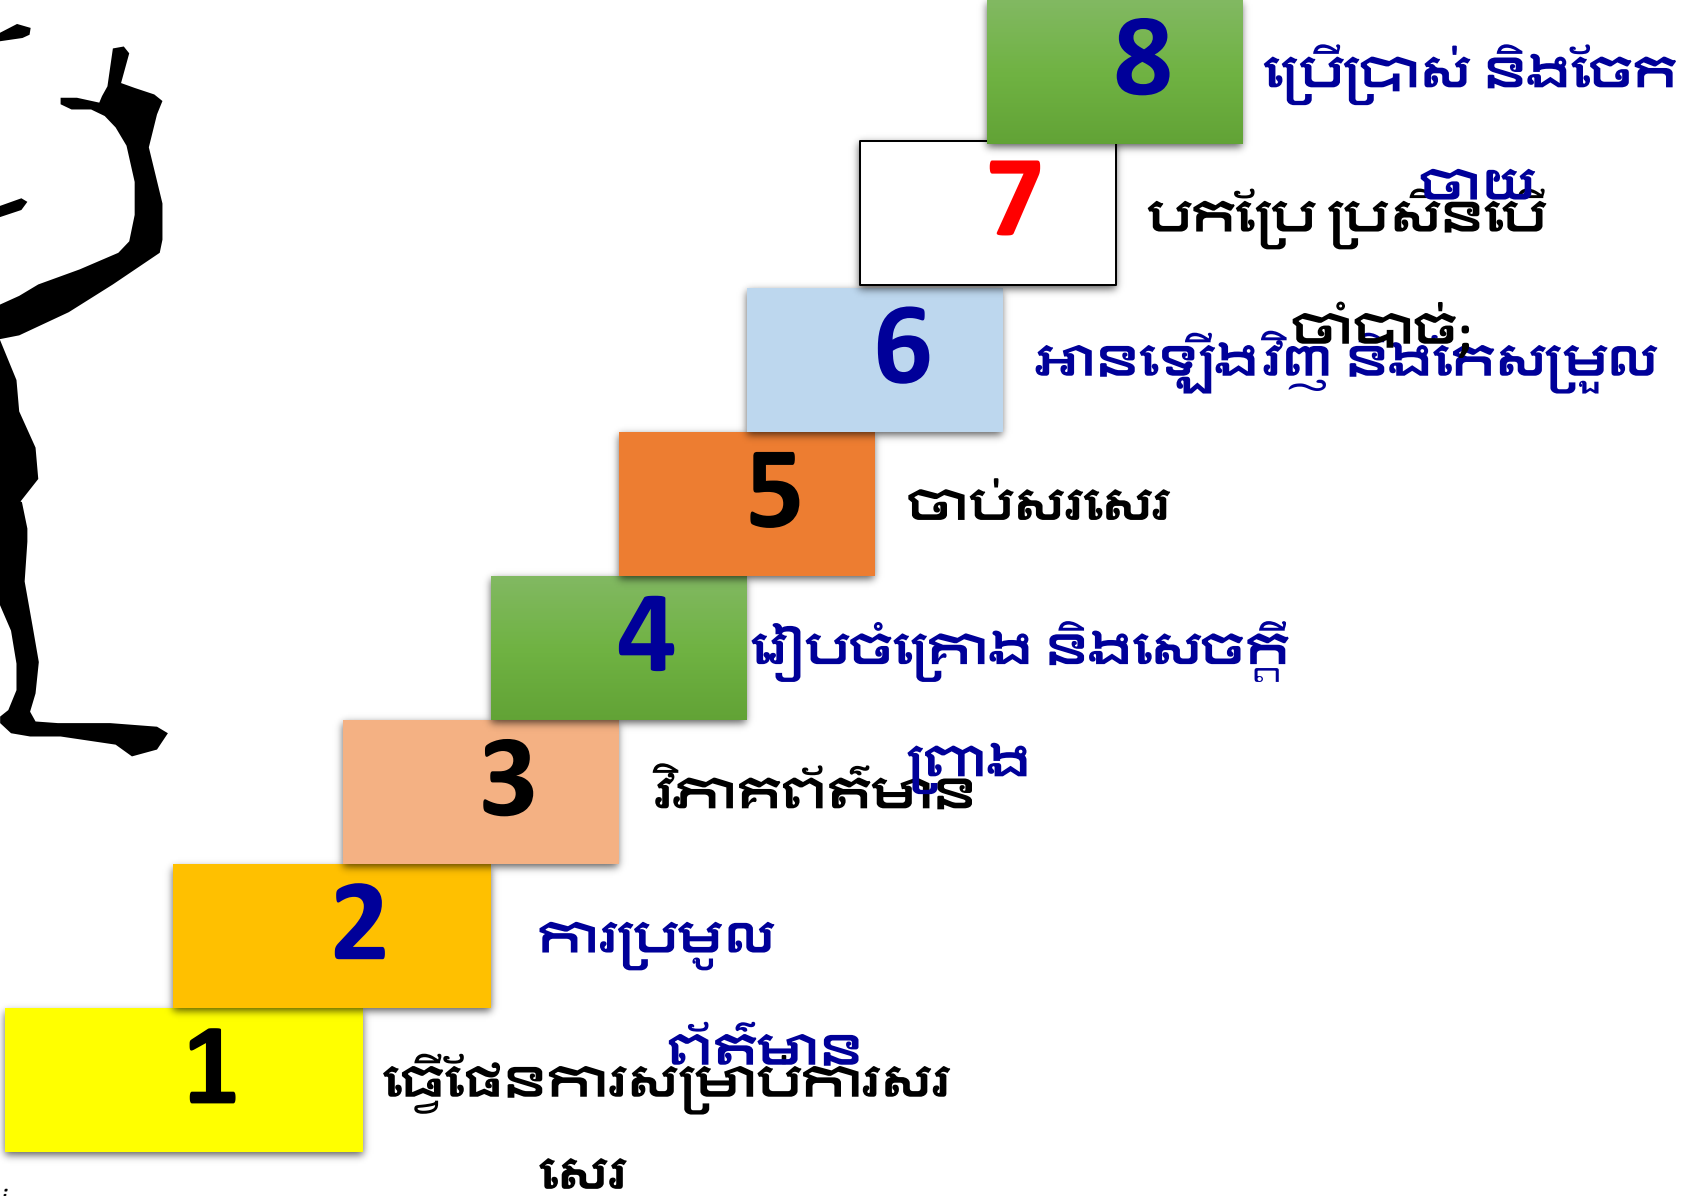 8
ប្រើប្រាស់ និងចែក
ចាយ
7
បកប្រែ ប្រសិនបើ
ចាំបាច់;
6
អានឡើងវិញ និងកែសម្រួល
5
ចាប់សរសេរ
4
រៀបចំគ្រោង និងសេចក្តី
ព្រាង
3
វិភាគព័ត៌មាន
2
ការប្រមូល
ព័ត៌មាន
1
ធ្វើផែនការសម្រាប់ការសរ
សេរ